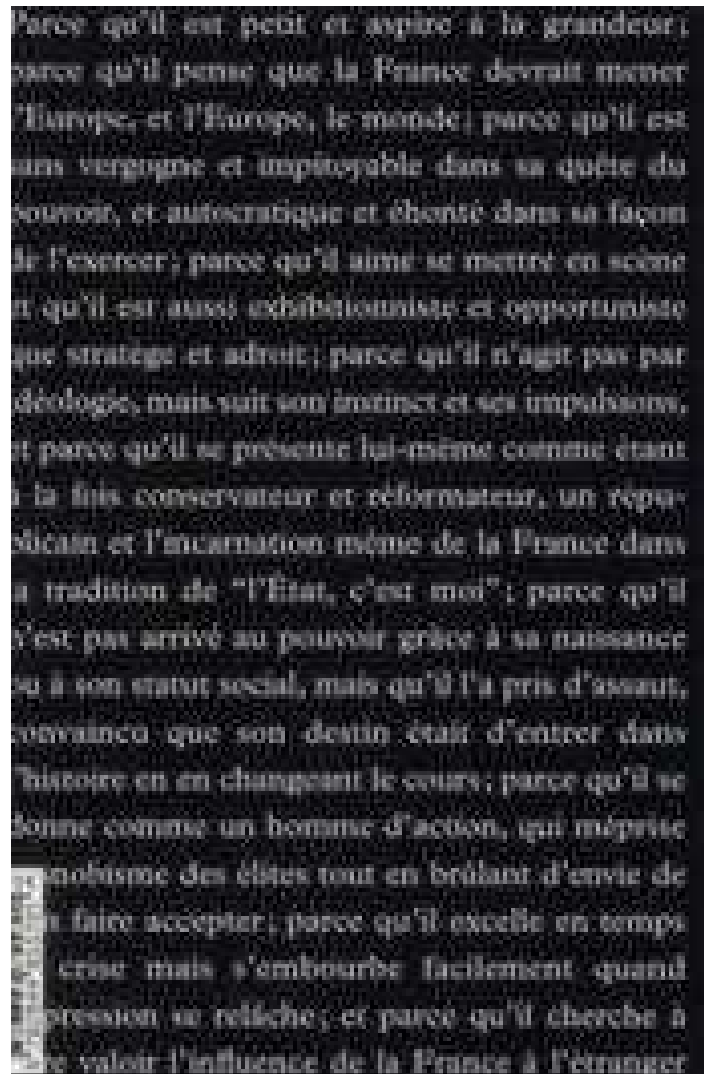 Parce qu'il est petit et aspire à la grandeur ;
parce qu'il pense que la France devrait mener
l'Europe, et l'Europe, le monde ; parce qu'il est
sans vergogne et impitoyable dans sa quête du
pouvoir, et autocratique et éhonté dans sa façon
de l'exercer ; parce qu'il aime se mettre en scène
et qu'il est aussi exhibitionniste et opportuniste
que stratège et adroit ; parce qu'il n'agit pas par
idéologie, mais suit son instinct et ses impulsions,
et parce qu'il se présente lui-même comme étant
à la fois conservateur et réformateur, un répu-
blicain et l'incarnation même de la France dans
la tradition de "l'État, c'est moi" ; parce qu'il
n'est pas arrivé au pouvoir grâce à sa naissance
ou à son statut social, mais qu'il l'a pris d'assaut,
convaincu que son destin était d'entrer dans
l'histoire en en changeant le cours ; parce qu'il se
donne comme un homme d'action, qui méprise
snobisme des élites tout en brûlant d'envie de
faire accepter ; parce qu'il excelle en temps
crise mais s'embourbe facilement quand
pression se relâche ; et parce qu'il cherche à
valoir l'influence de la France à l'étranger